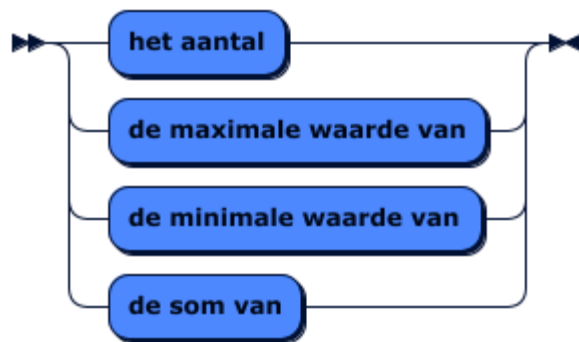 het aantal
de maximale waarde van
de minimale waarde van
de som van